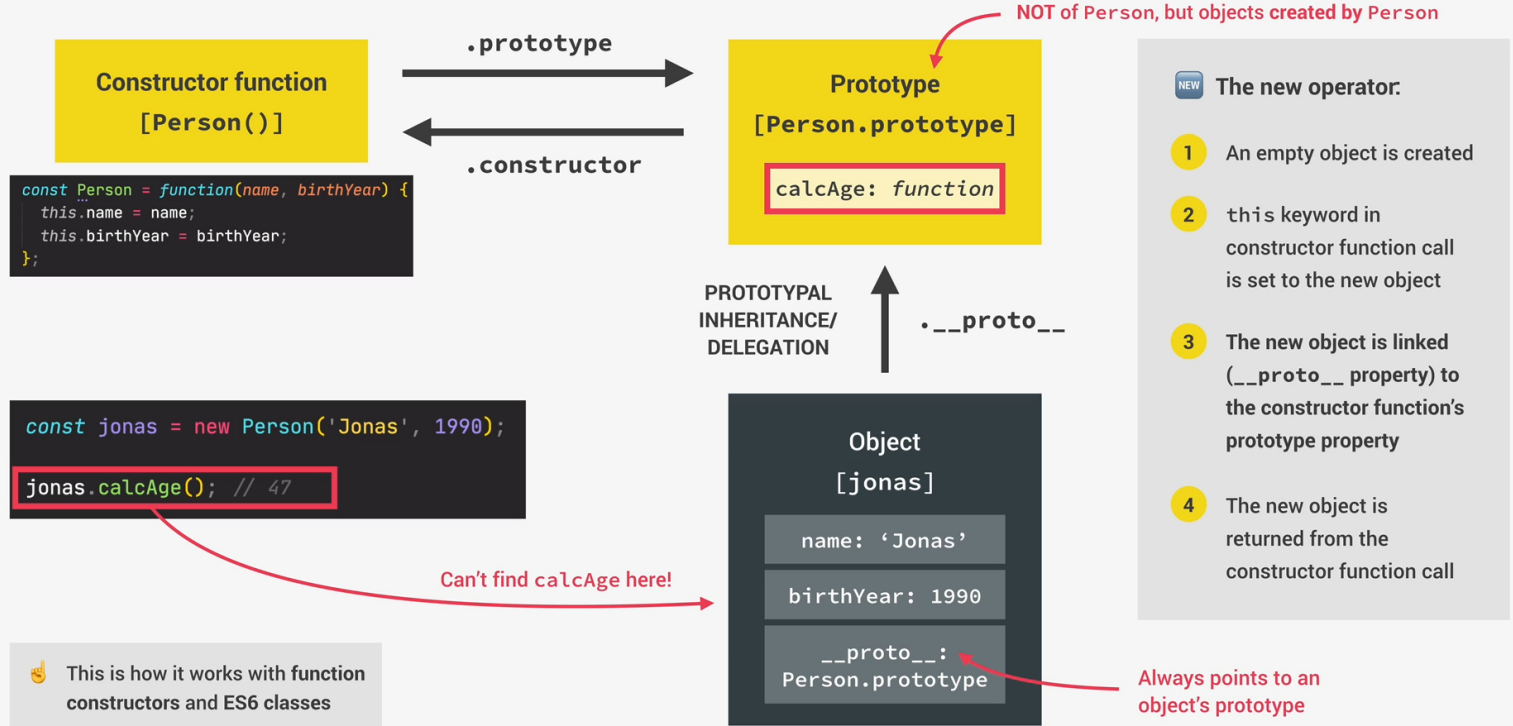 NOT of Person, but objects created by Person
Constructor function
[Person()]
.prototype
.constructor
Prototype
[Person.prototype]
calcAge: function
const Person = function(name, birthYear) {
  this.name = name;
  this.birthYear = birthYear;
};
PROTOTYPAL
INHERITANCE/
DELEGATION
.__proto__
const jonas = new Person('Jonas', 1990);
jonas.calcAge(); // 47
Can't find calcAge here!
Object
[jonas]
name: ‘Jonas’
birthYear: 1990
__proto__:
Person.prototype
Always points to an
object's prototype
☝️ This is how it works with function
constructors and ES6 classes
NEW The new operator:
1 An empty object is created
2 this keyword in
constructor function call
is set to the new object
3 The new object is linked
(__proto__ property) to
the constructor function's
prototype property
4 The new object is
returned from the
constructor function call